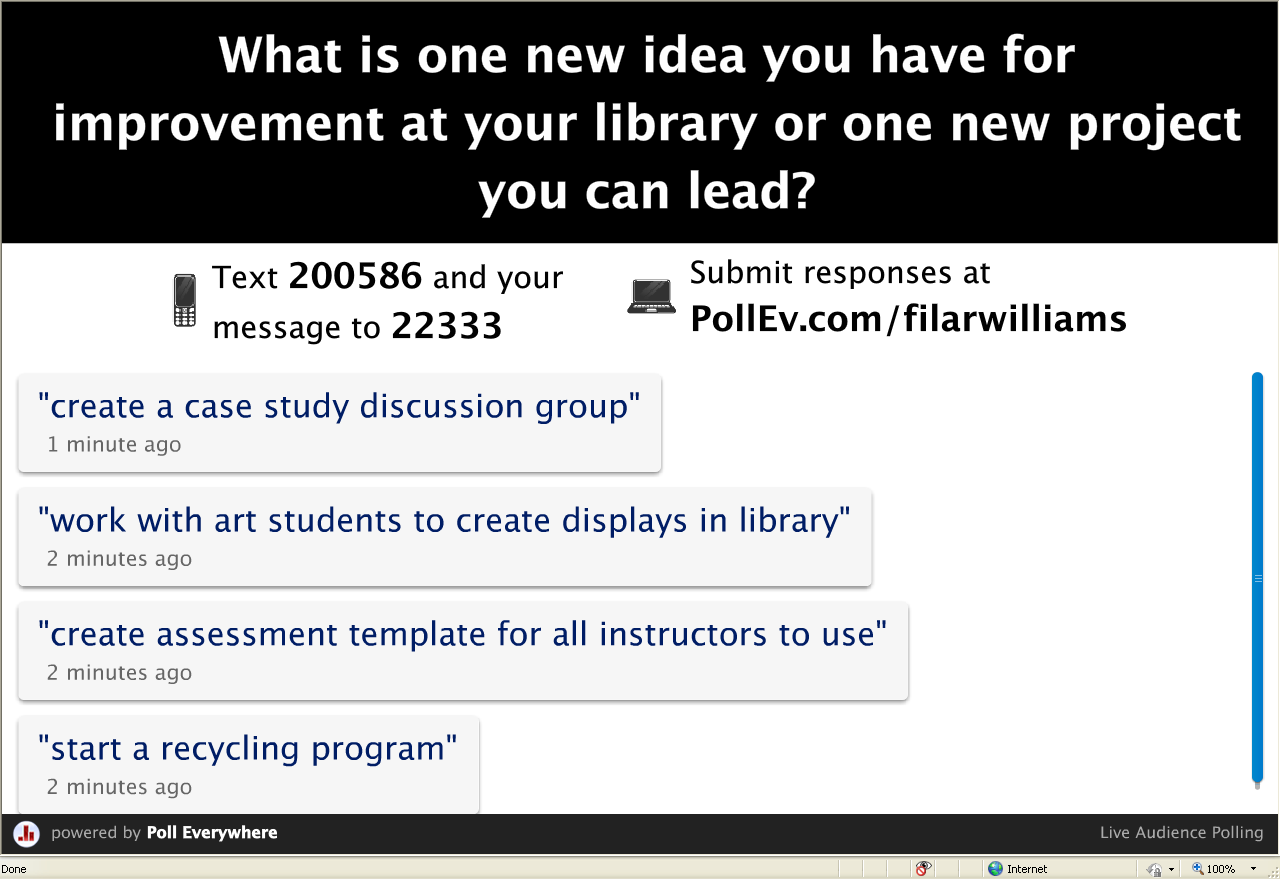 What is one new idea you have for
improvement at your library or one new project
you can lead?
Text 200586 and your
message to 22333
Submit responses at
PollEv.com/filarwilliams
"create a case study discussion group"
1 minute ago
"work with art students to create displays in library"
2 minutes ago
"create assessment template for all instructors to use"
2 minutes ago
"start a recycling program"
2 minutes ago
powered by Poll Everywhere
Live Audience Polling
Done
Internet
100%